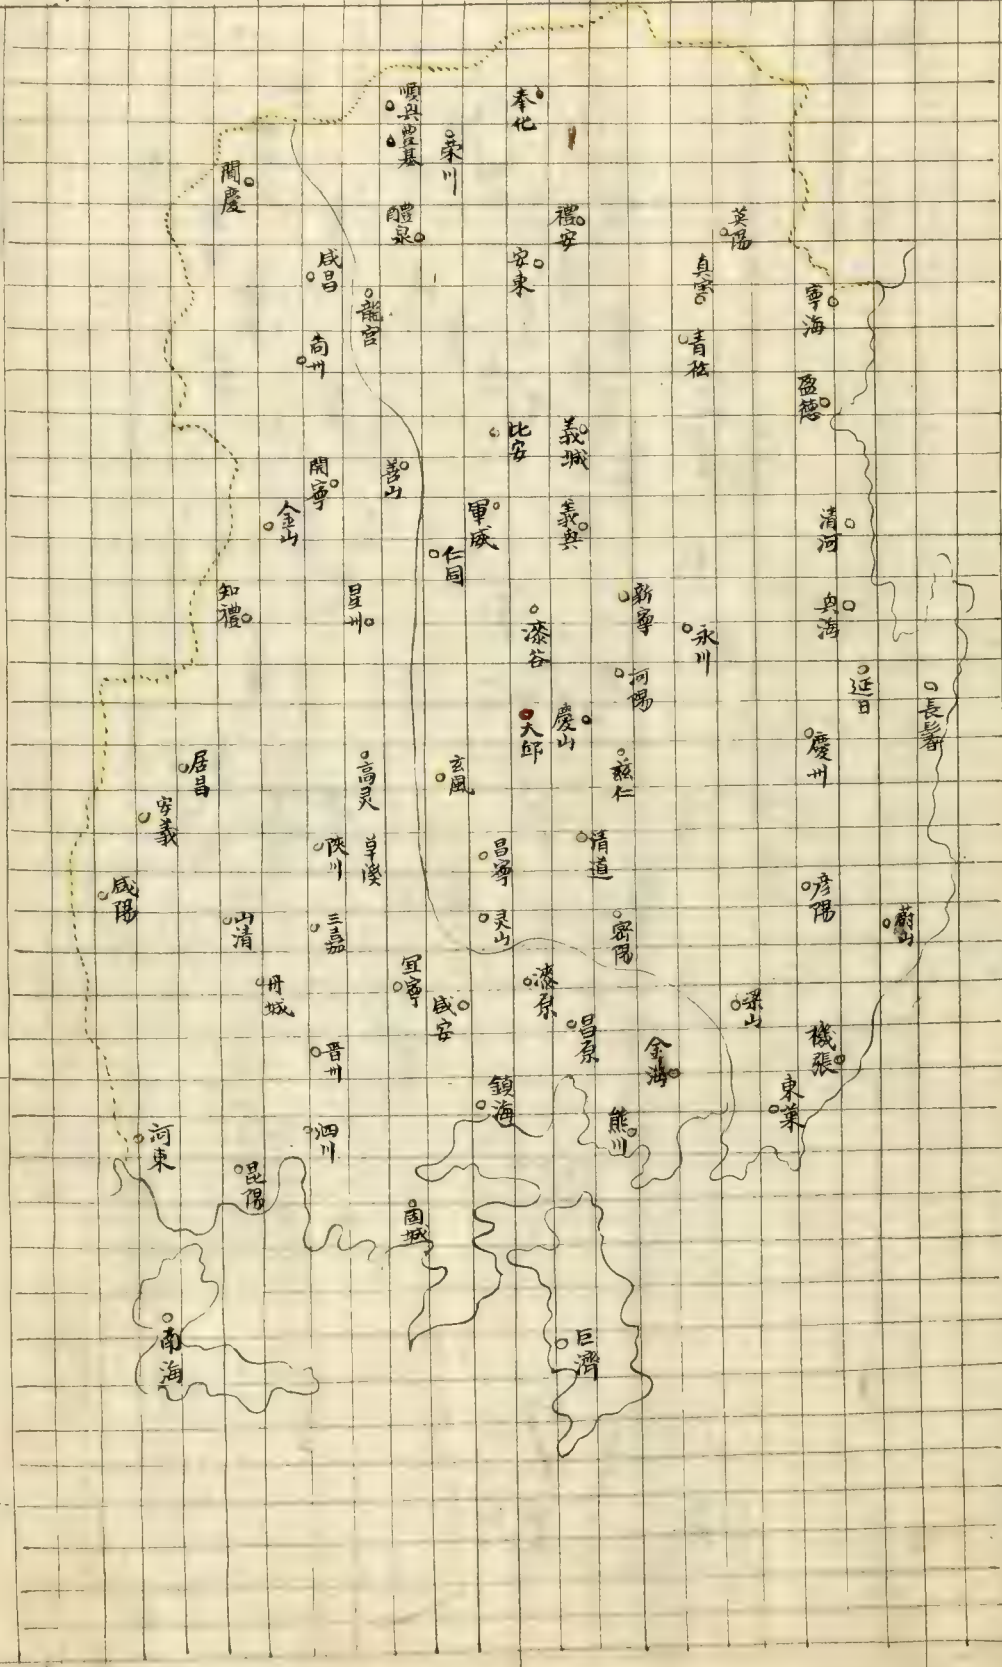 奉化
順興
豊基
榮川
聞慶
醴泉
禮安
英陽
咸昌
安東
真宝
寧海
龍宮
尚州
青松
盈德
比安
義城
開寧
善山
金山
軍威
義興
清河
仁同
知禮
星州
新寧
興海
漆谷
永川
河陽
延日
長鬐
大邱
慶山
慶州
居昌
高灵
玄風
慈仁
安義
陜川
草溪
昌寧
清道
咸陽
彦陽
山清
三嘉
灵山
密陽
蔚山
丹城
宜寧
咸安
漆原
梁山
昌原
晋州
金海
機張
鎮海
東萊
河東
泗川
熊川
昆陽
固城
南海
巨濟